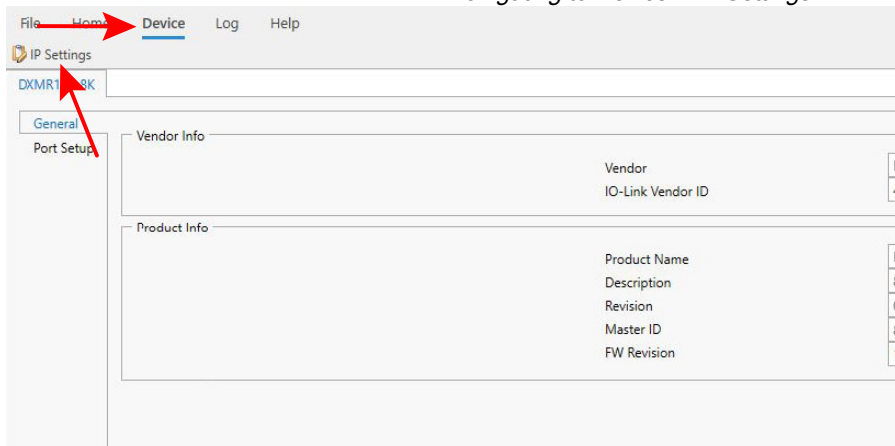 File Home Device Log Help
IP Settings
General
Port Setup
Vendor Info
Vendor
IO-Link Vendor ID
Product Info
Product Name
Description
Revision
Master ID
FW Revision